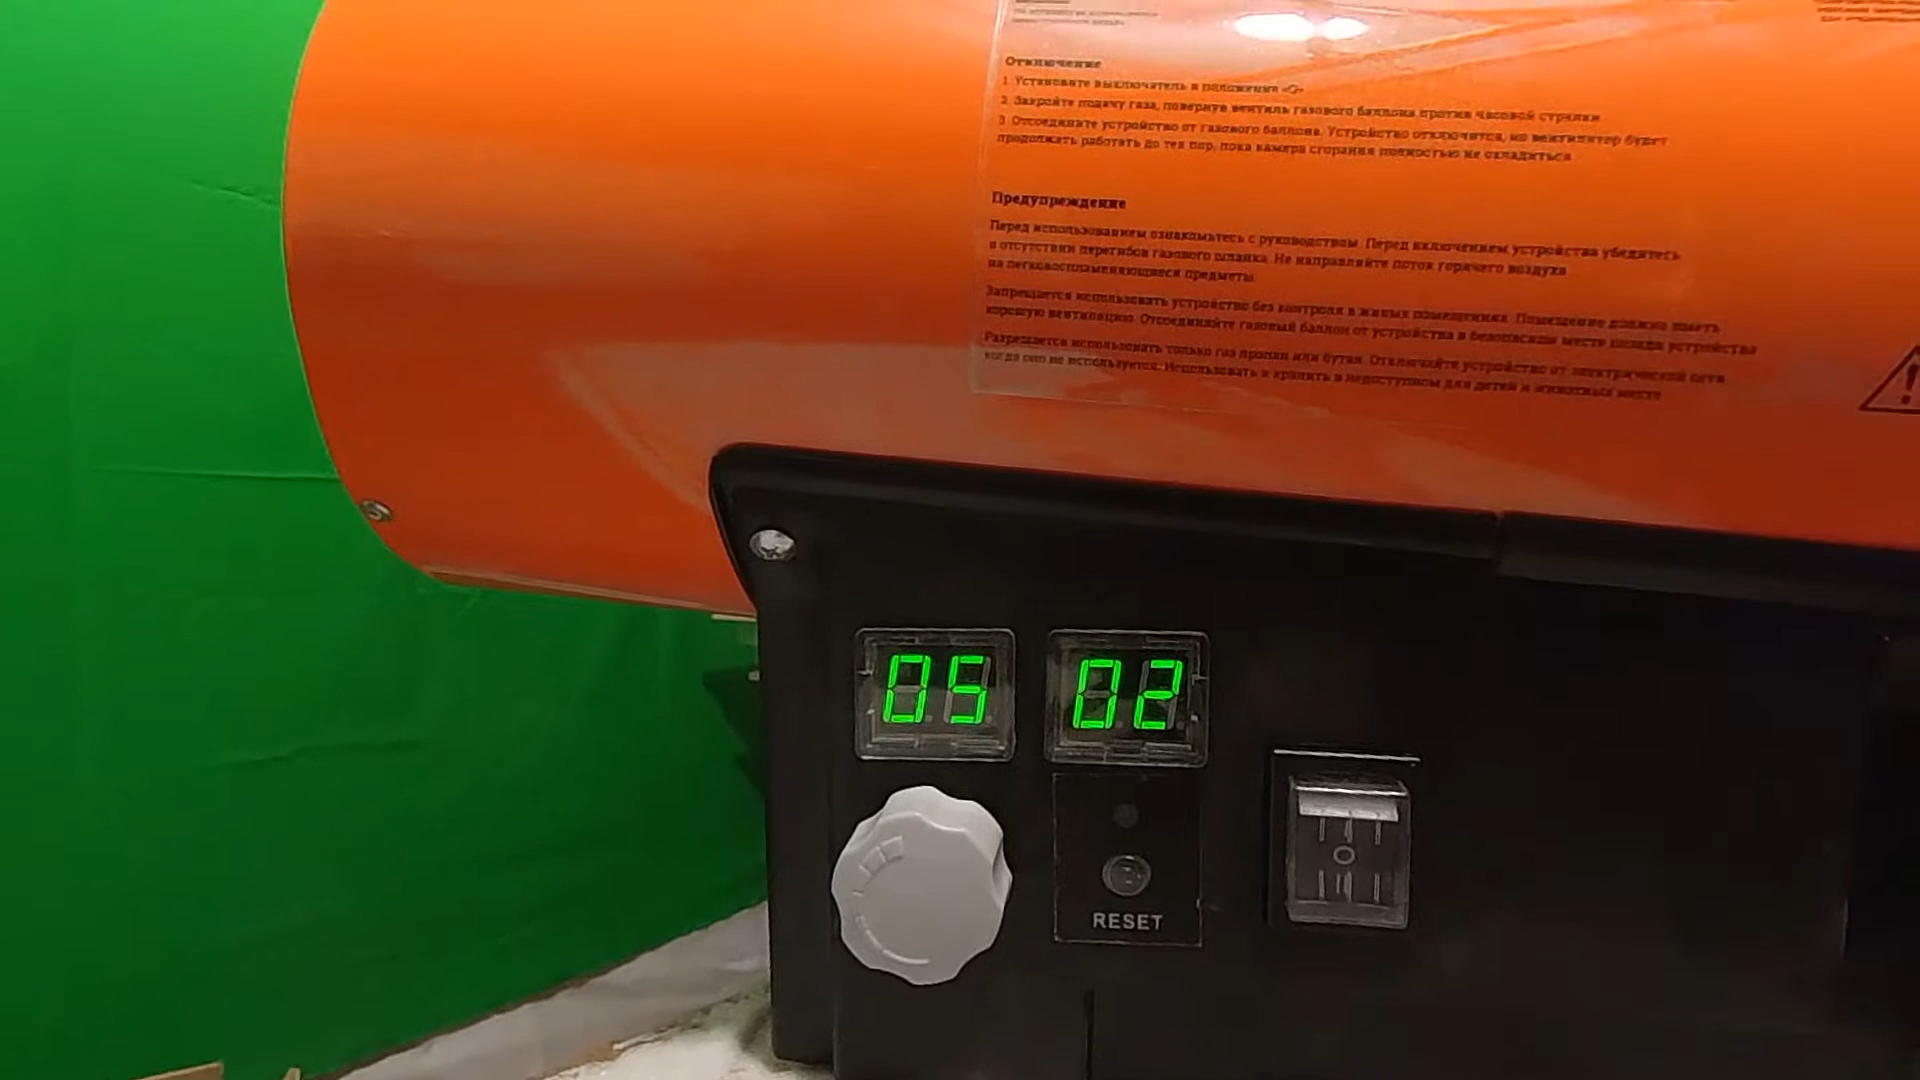 Отключение
1. Установите выключатель в положения «О»
2. Закройте подачу газа, повернув вентиль газового баллона против часовой стрелки
3. Отсоедините устройство от газового баллона. Устройство отключится, но вентилятор будет
продолжать работать до тех пор, пока камера сгорания полностью не охладиться
Предупреждение
Перед использованием ознакомьтесь с руководством. Перед включением устройства убедитесь
в отсутствии перегибов газового шланга. Не направляйте поток горячего воздуха
на легковоспламеняющиеся предметы.
Запрещается использовать устройство без контроля в жилых помещениях. Помещение должно иметь
хорошую вентиляцию. Отсоединяйте газовый баллон от устройства в безопасном месте устройства
Разрешается использовать только газ пропан или бутан. Отключайте устройство от электрической сети
когда оно не используется. Использовать и хранить в недоступном для детей и животных месте
05 02
RESET